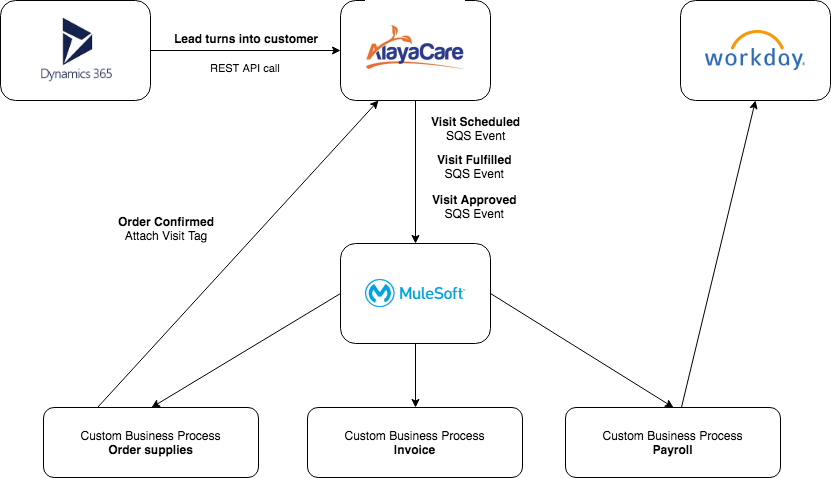 Dynamics 365
Lead turns into customer
REST API call
AlayaCare
workday.
Visit Scheduled
SQS Event
Visit Fulfilled
SQS Event
Visit Approved
SQS Event
Order Confirmed
Attach Visit Tag
MuleSoft
Custom Business Process
Order supplies
Custom Business Process
Invoice
Custom Business Process
Payroll